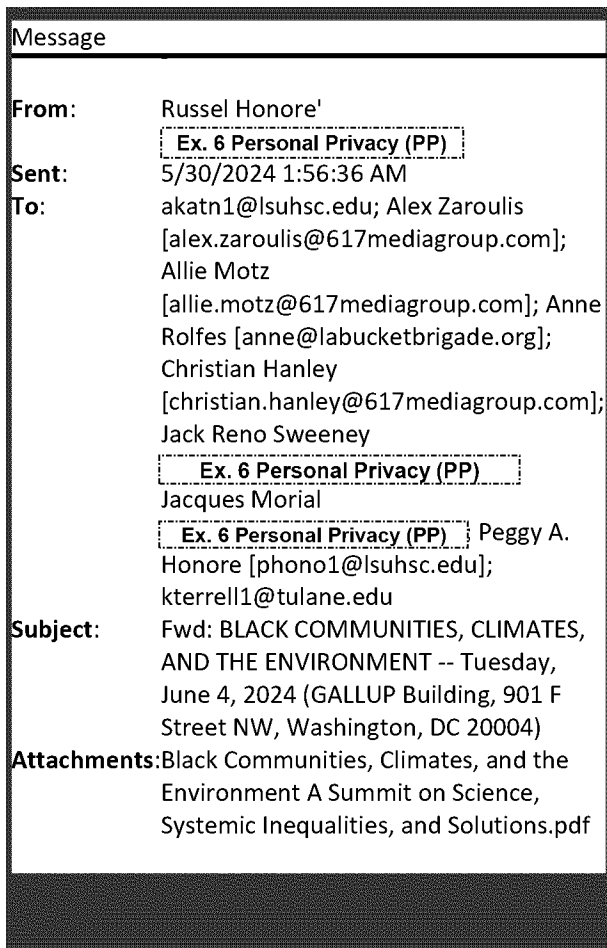 Message
From: Russel Honore'
Ex. 6 Personal Privacy (PP)
Sent: 5/30/2024 1:56:36 AM
To: akatn1@lsuhsc.edu; Alex Zaroulis
[alex.zaroulis@617mediagroup.com];
Allie Motz
[allie.motz@617mediagroup.com]; Anne
Rolfes [anne@labucketbrigade.org];
Christian Hanley
[christian.hanley@617mediagroup.com];
Jack Reno Sweeney
Ex. 6 Personal Privacy (PP)
Jacques Morial
Ex. 6 Personal Privacy (PP) ; Peggy A.
Honore [phono1@lsuhsc.edu];
kterrell1@tulane.edu
Subject: Fwd: BLACK COMMUNITIES, CLIMATES,
AND THE ENVIRONMENT -- Tuesday,
June 4, 2024 (GALLUP Building, 901 F
Street NW, Washington, DC 20004)
Attachments:Black Communities, Climates, and the
Environment A Summit on Science,
Systemic Inequalities, and Solutions.pdf